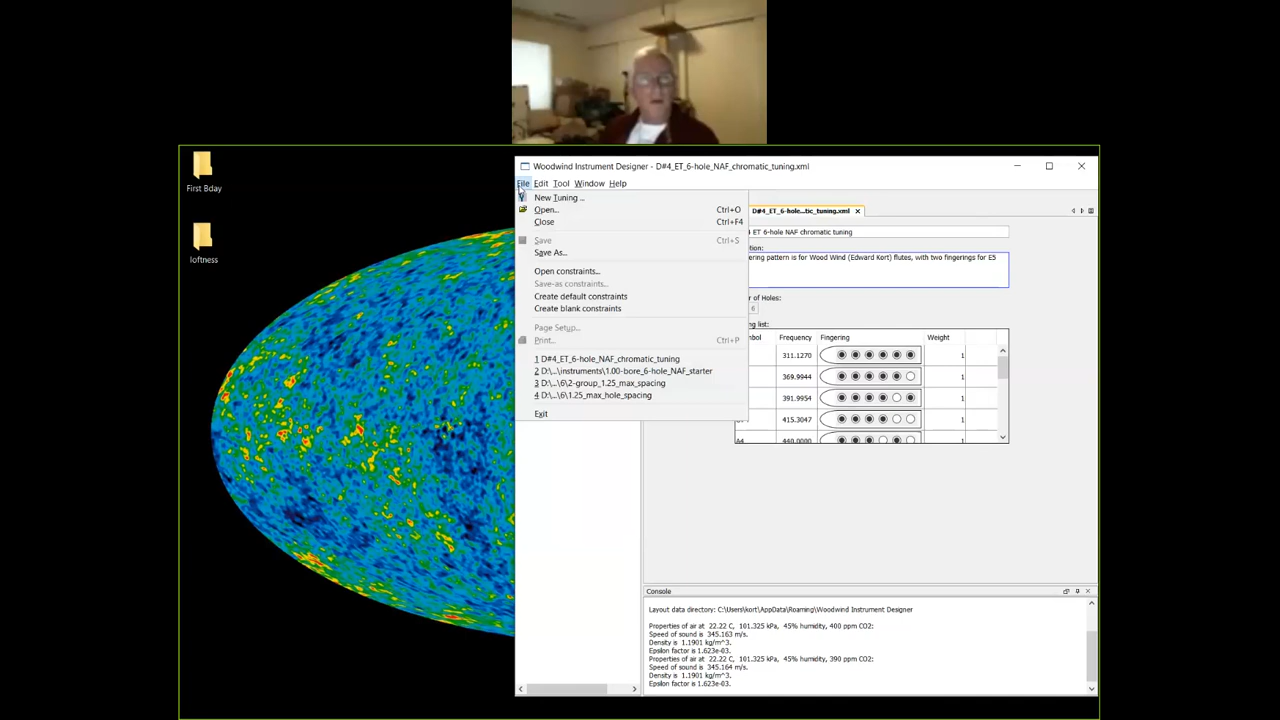 First Bday
loftness
Woodwind Instrument Designer - D#4_ET_6-hole_NAF_chromatic_tuning.xml
File Edit Tool Window Help
New Tuning ...
Open... Ctrl+O
Close Ctrl+F4
Save Ctrl+S
Save As...
Open constraints...
Save-as constraints...
Create default constraints
Create blank constraints
Page Setup...
Print... Ctrl+P
1 D#4_ET_6-hole_NAF_chromatic_tuning
2 D:\...\instruments\1.00-bore_6-hole_NAF_starter
3 D:\...\6\2-group_1.25_max_spacing
4 D:\...\6\1.25_max_hole_spacing
Exit
D#4_ET_6-hole...tic_tuning.xml
4 ET 6-hole NAF chromatic tuning
tion:
ering pattern is for Wood Wind (Edward Kort) flutes, with two fingerings for E5
r of Holes:
6
ng list:
mbol Frequency Fingering Weight
311.1270 1
369.9944 1
391.9954 1
415.3047 1
A4 440.0000 1
Console
Layout data directory: C:\Users\kort\AppData\Roaming\Woodwind Instrument Designer
Properties of air at 22.22 C, 101.325 kPa, 45% humidity, 400 ppm CO2:
Speed of sound is 345.163 m/s.
Density is 1.1901 kg/m^3.
Epsilon factor is 1.623e-03.
Properties of air at 22.22 C, 101.325 kPa, 45% humidity, 390 ppm CO2:
Speed of sound is 345.164 m/s.
Density is 1.1901 kg/m^3.
Epsilon factor is 1.623e-03.